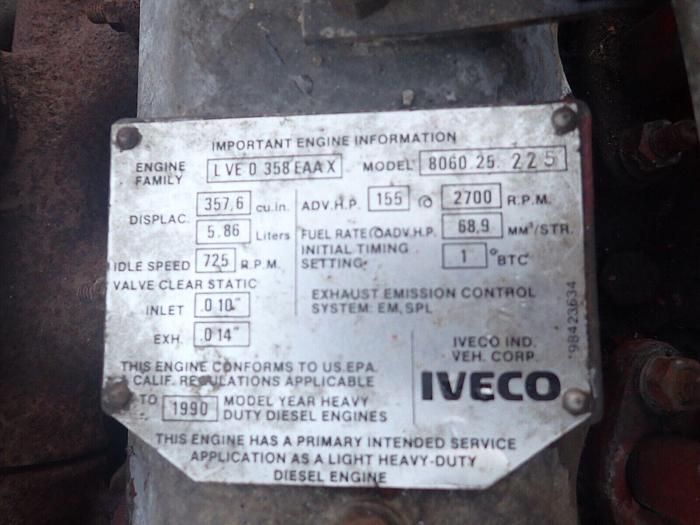 IMPORTANT ENGINE INFORMATION
ENGINE FAMILY LVE0358EAAX MODEL 8060.25. 225
DISPLAC. 357,6 cu.in. ADV.H.P. 155 @ 2700 R.P.M.
5.86 Liters FUEL RATE @ADV.H.P. 68,9 MM³/STR.
IDLE SPEED 725 R.P.M. INITIAL TIMING SETTING: 1° BTC
VALVE CLEAR STATIC
INLET .010" EXHAUST EMISSION CONTROL
SYSTEM: EM, SPL
EXH. .014"
98423634
IVECO IND.
VEH. CORP.
IVECO
THIS ENGINE CONFORMS TO US.EPA.
& CALIF. REGULATIONS APPLICABLE
TO 1990 MODEL YEAR HEAVY
DUTY DIESEL ENGINES
THIS ENGINE HAS A PRIMARY INTENDED SERVICE
APPLICATION AS A LIGHT HEAVY-DUTY
DIESEL ENGINE